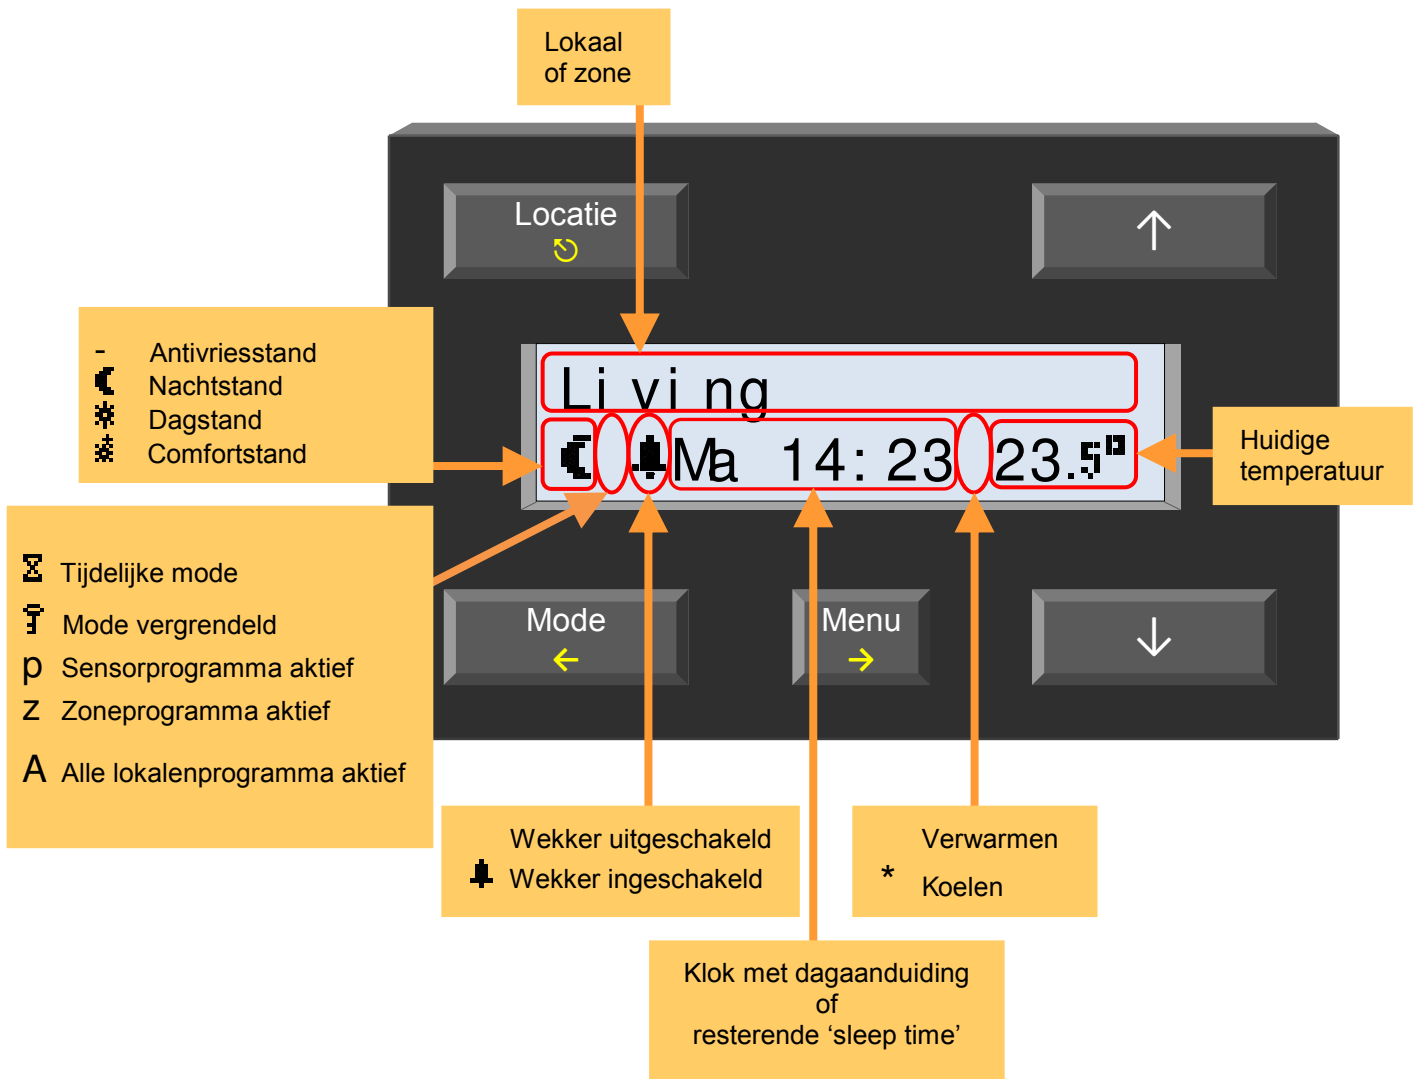 Lokaal
of zone
Locatie
↑
- Antivriesstand
Nachtstand
Dagstand
Comfortstand
Living
Ma 14:23 23.5°
Huidige
temperatuur
Tijdelijke mode
Mode vergrendeld
p Sensorprogramma aktief
z Zoneprogramma aktief
A Alle lokalenprogramma aktief
Mode
←
Menu
→
↓
Wekker uitgeschakeld
Wekker ingeschakeld
Verwarmen
* Koelen
Klok met dagaanduiding
of
resterende ‘sleep time’